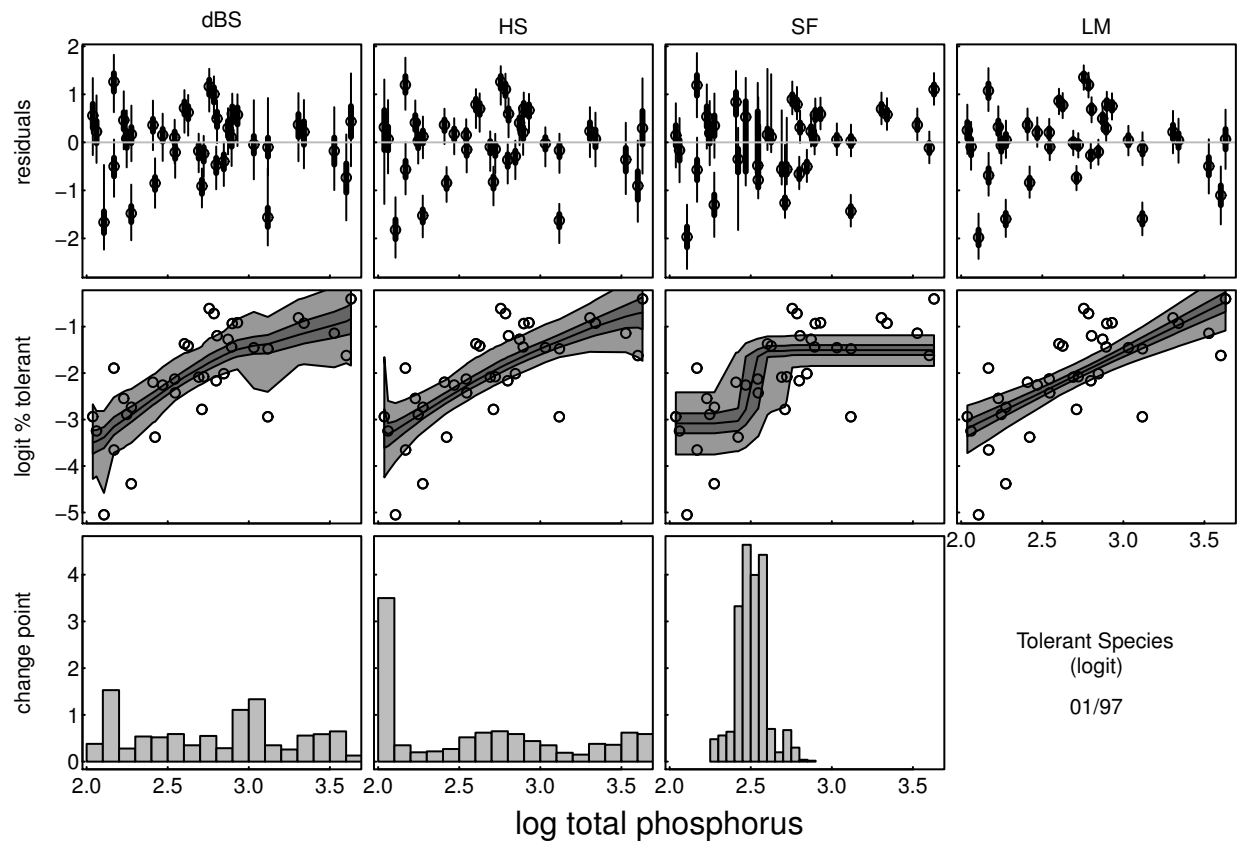 dBS HS SF LM
residuals
2
1
0
−1
−2
logit % tolerant
−1
−2
−3
−4
−5
2.0 2.5 3.0 3.5
change point
4
3
2
1
0
Tolerant Species
(logit)
01/97
2.0 2.5 3.0 3.5 2.0 2.5 3.0 3.5 2.0 2.5 3.0 3.5
log total phosphorus